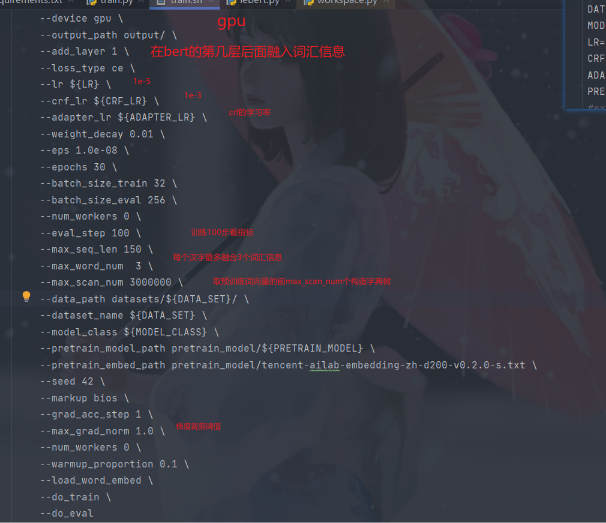 quirements.txt train.py train.sh lebert.py workspace.py
--device gpu \ gpu
--output_path output/ \
--add_layer 1 \ 在bert的第几层后面融入词汇信息
--loss_type ce \
--lr ${LR} \ 1e-5
--crf_lr ${CRF_LR} \ 1e-3
--adapter_lr ${ADAPTER_LR} \ crf的学习率
--weight_decay 0.01 \
--eps 1.0e-08 \
--epochs 30 \
--batch_size_train 32 \
--batch_size_eval 256 \
--num_workers 0 \
--eval_step 100 \ 训练100步看指标
--max_seq_len 150 \
--max_word_num 3 \ 每个汉字最多融合3个词汇信息
--max_scan_num 3000000 \ 取预训练词向量的前max_scan_num个构造字典树
--data_path datasets/${DATA_SET}/ \
--dataset_name ${DATA_SET} \
--model_class ${MODEL_CLASS} \
--pretrain_model_path pretrain_model/${PRETRAIN_MODEL} \
--pretrain_embed_path pretrain_model/tencent-ailab-embedding-zh-d200-v0.2.0-s.txt \
--seed 42 \
--markup bios \
--grad_acc_step 1 \
--max_grad_norm 1.0 \ 梯度裁剪阈值
--num_workers 0 \
--warmup_proportion 0.1 \
--load_word_embed \
--do_train \
--do_eval
DAT
MOD
LR=
CRF
ADA
PRE